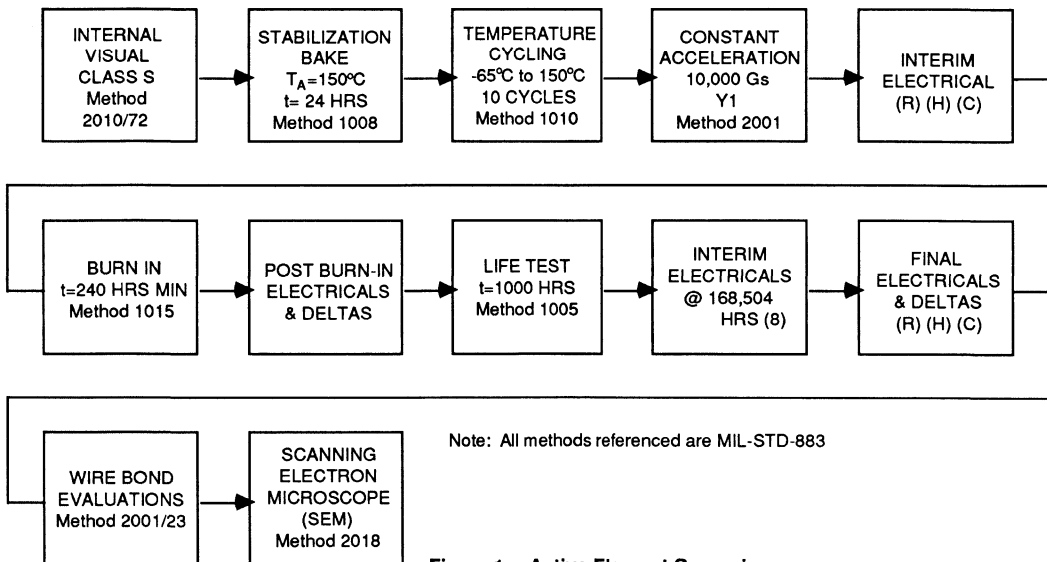 INTERNAL
VISUAL
CLASS S
Method
2010/72
STABILIZATION
BAKE
TA=150ºC
t= 24 HRS
Method 1008
TEMPERATURE
CYCLING
-65ºC to 150ºC
10 CYCLES
Method 1010
CONSTANT
ACCELERATION
10,000 Gs
Y1
Method 2001
INTERIM
ELECTRICAL
(R) (H) (C)
BURN IN
t=240 HRS MIN
Method 1015
POST BURN-IN
ELECTRICALS
& DELTAS
LIFE TEST
t=1000 HRS
Method 1005
INTERIM
ELECTRICALS
@ 168,504
HRS (8)
FINAL
ELECTRICALS
& DELTAS
(R) (H) (C)
WIRE BOND
EVALUATIONS
Method 2001/23
SCANNING
ELECTRON
MICROSCOPE
(SEM)
Method 2018
Note: All methods referenced are MIL-STD-883
Active Element